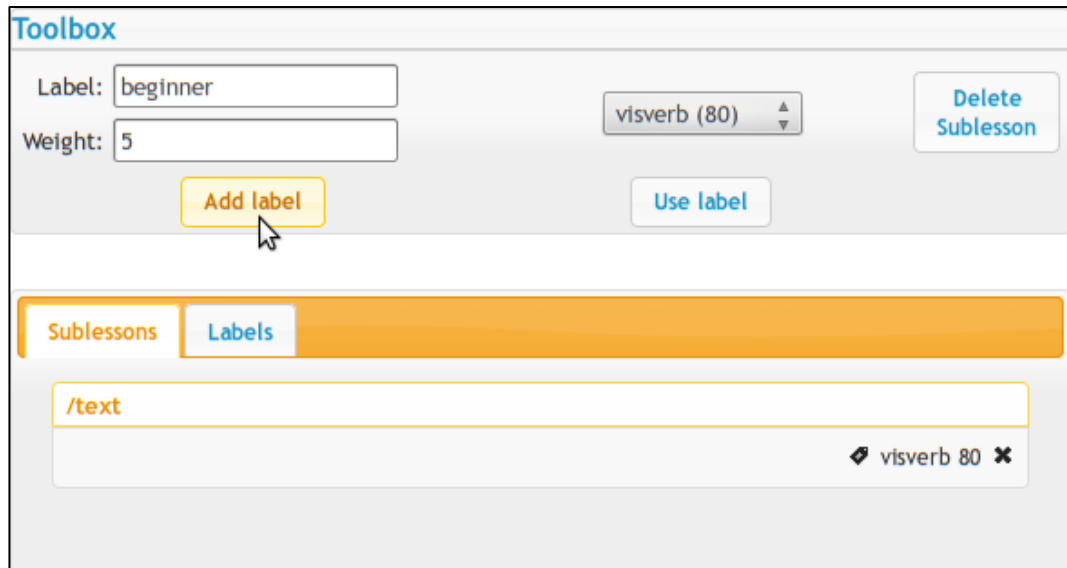 Toolbox
Label: beginner
Weight: 5
visverb (80)
Delete
Sublesson
Add label
Use label
Sublessons
Labels
/text
visverb 80